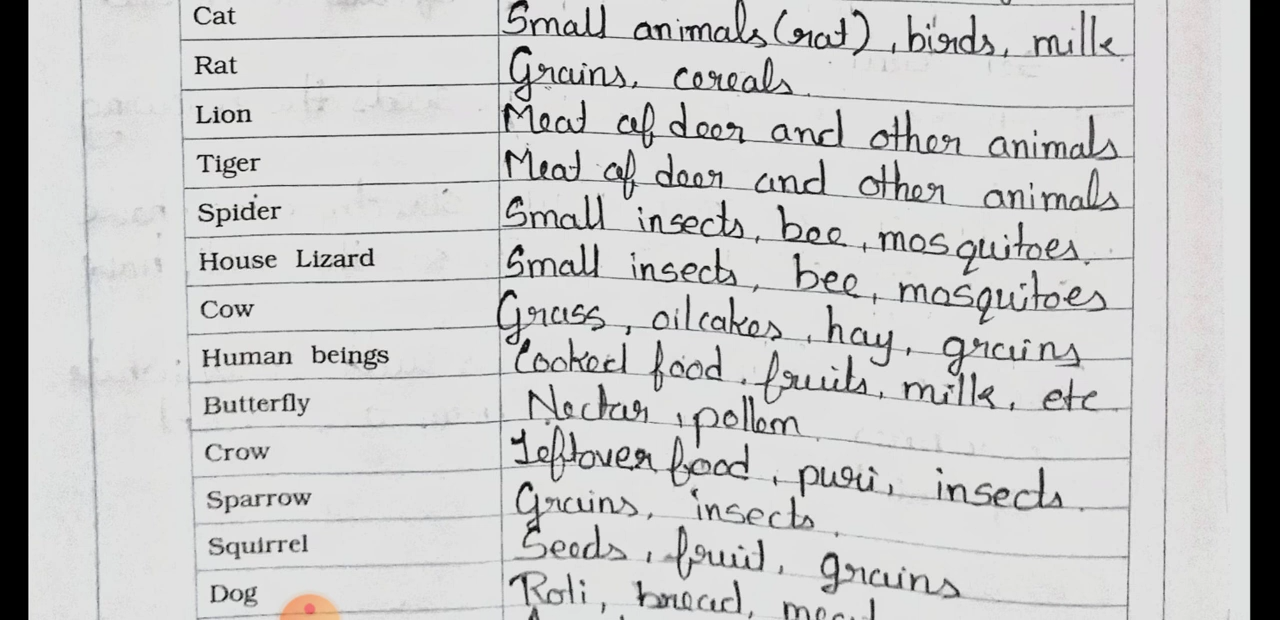 Cat Small animals (rat), birds, milk
Rat Grains, cereals
Lion Meat of deer and other animals
Tiger Meat of deer and other animals
Spider Small insects, bee, mosquitoes.
House Lizard Small insects, bee, mosquitoes
Cow Grass, oilcakes, hay, grains
Human beings Cooked food, fruits, milk, etc.
Butterfly Nectar, pollen
Crow Leftover food, puri, insects.
Sparrow Grains, insects
Squirrel Seeds, fruit, grains
Dog Roti, bread, meat